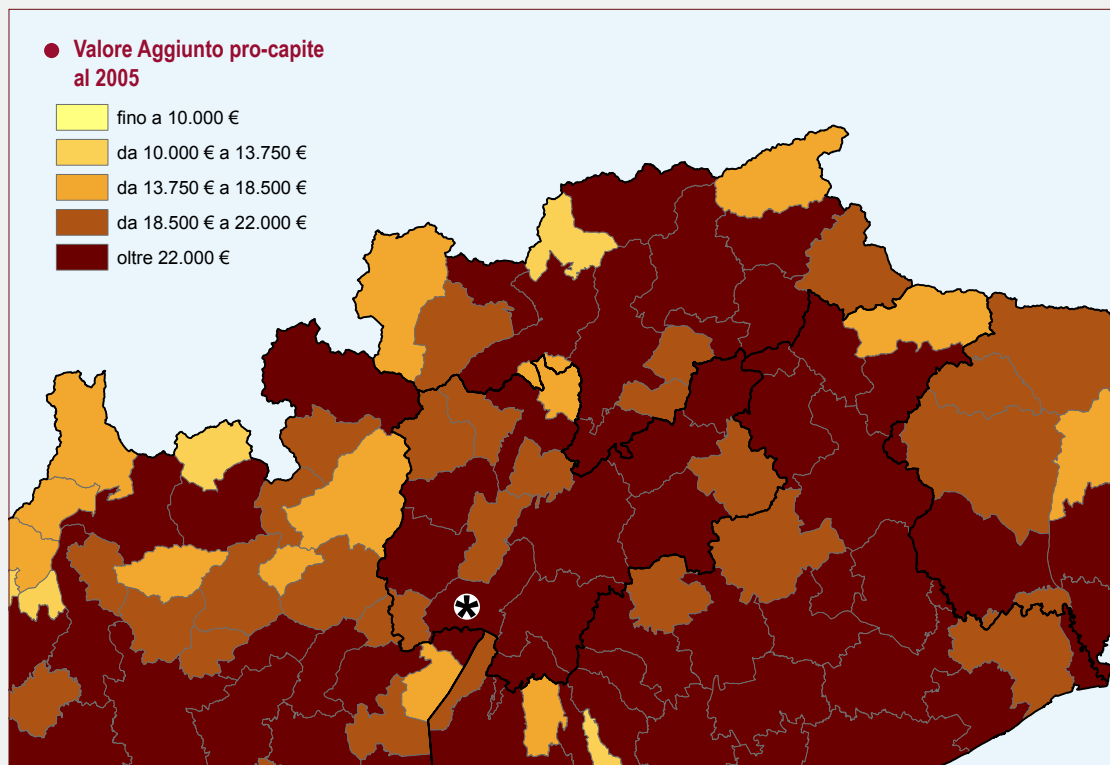 Valore Aggiunto pro-capite
al 2005
fino a 10.000 €
da 10.000 € a 13.750 €
da 13.750 € a 18.500 €
da 18.500 € a 22.000 €
oltre 22.000 €
*